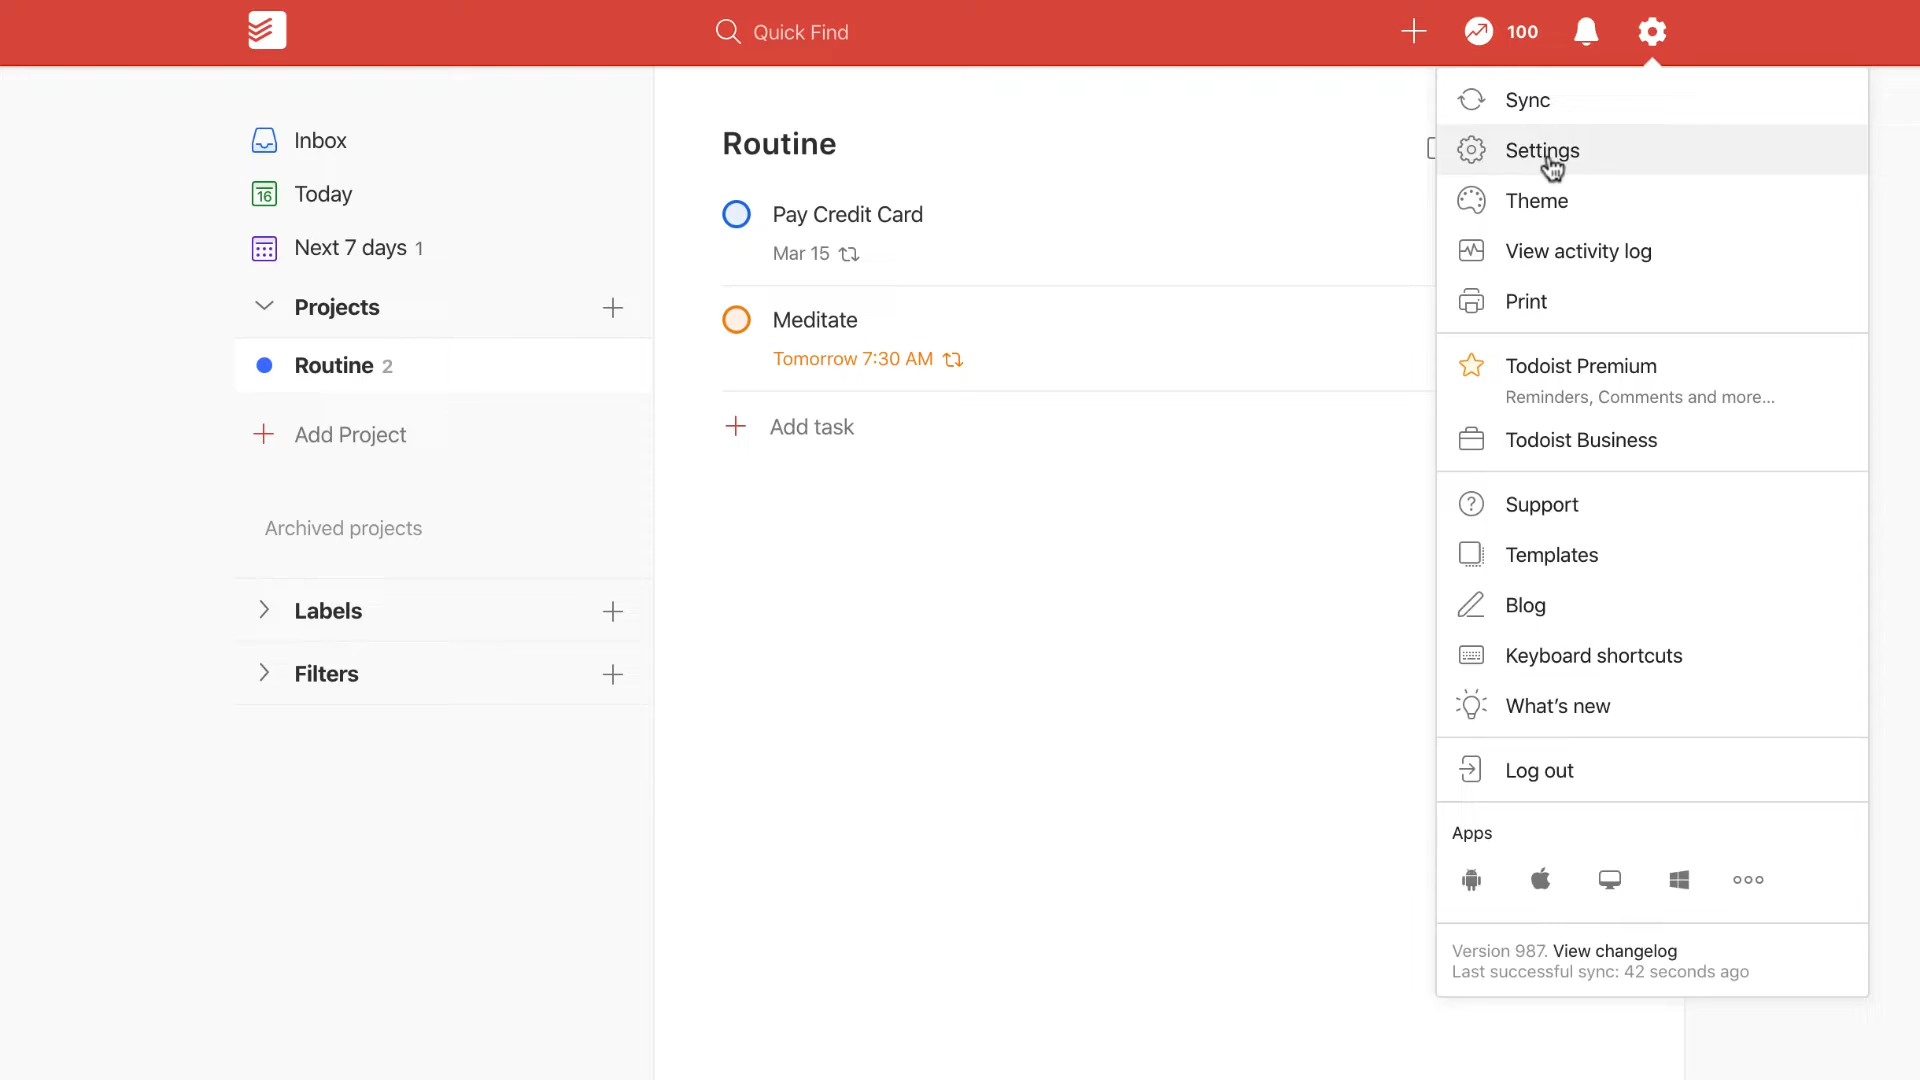 Quick Find
100
Inbox
16
Today
Next 7 days 1
Projects
Routine 2
Add Project
Archived projects
Labels
Filters
Routine
Pay Credit Card
Mar 15
Meditate
Tomorrow 7:30 AM
Add task
Sync
Settings
Theme
View activity log
Print
Todoist Premium
Reminders, Comments and more...
Todoist Business
Support
Templates
Blog
Keyboard shortcuts
What's new
Log out
Apps
Version 987. View changelog
Last successful sync: 42 seconds ago